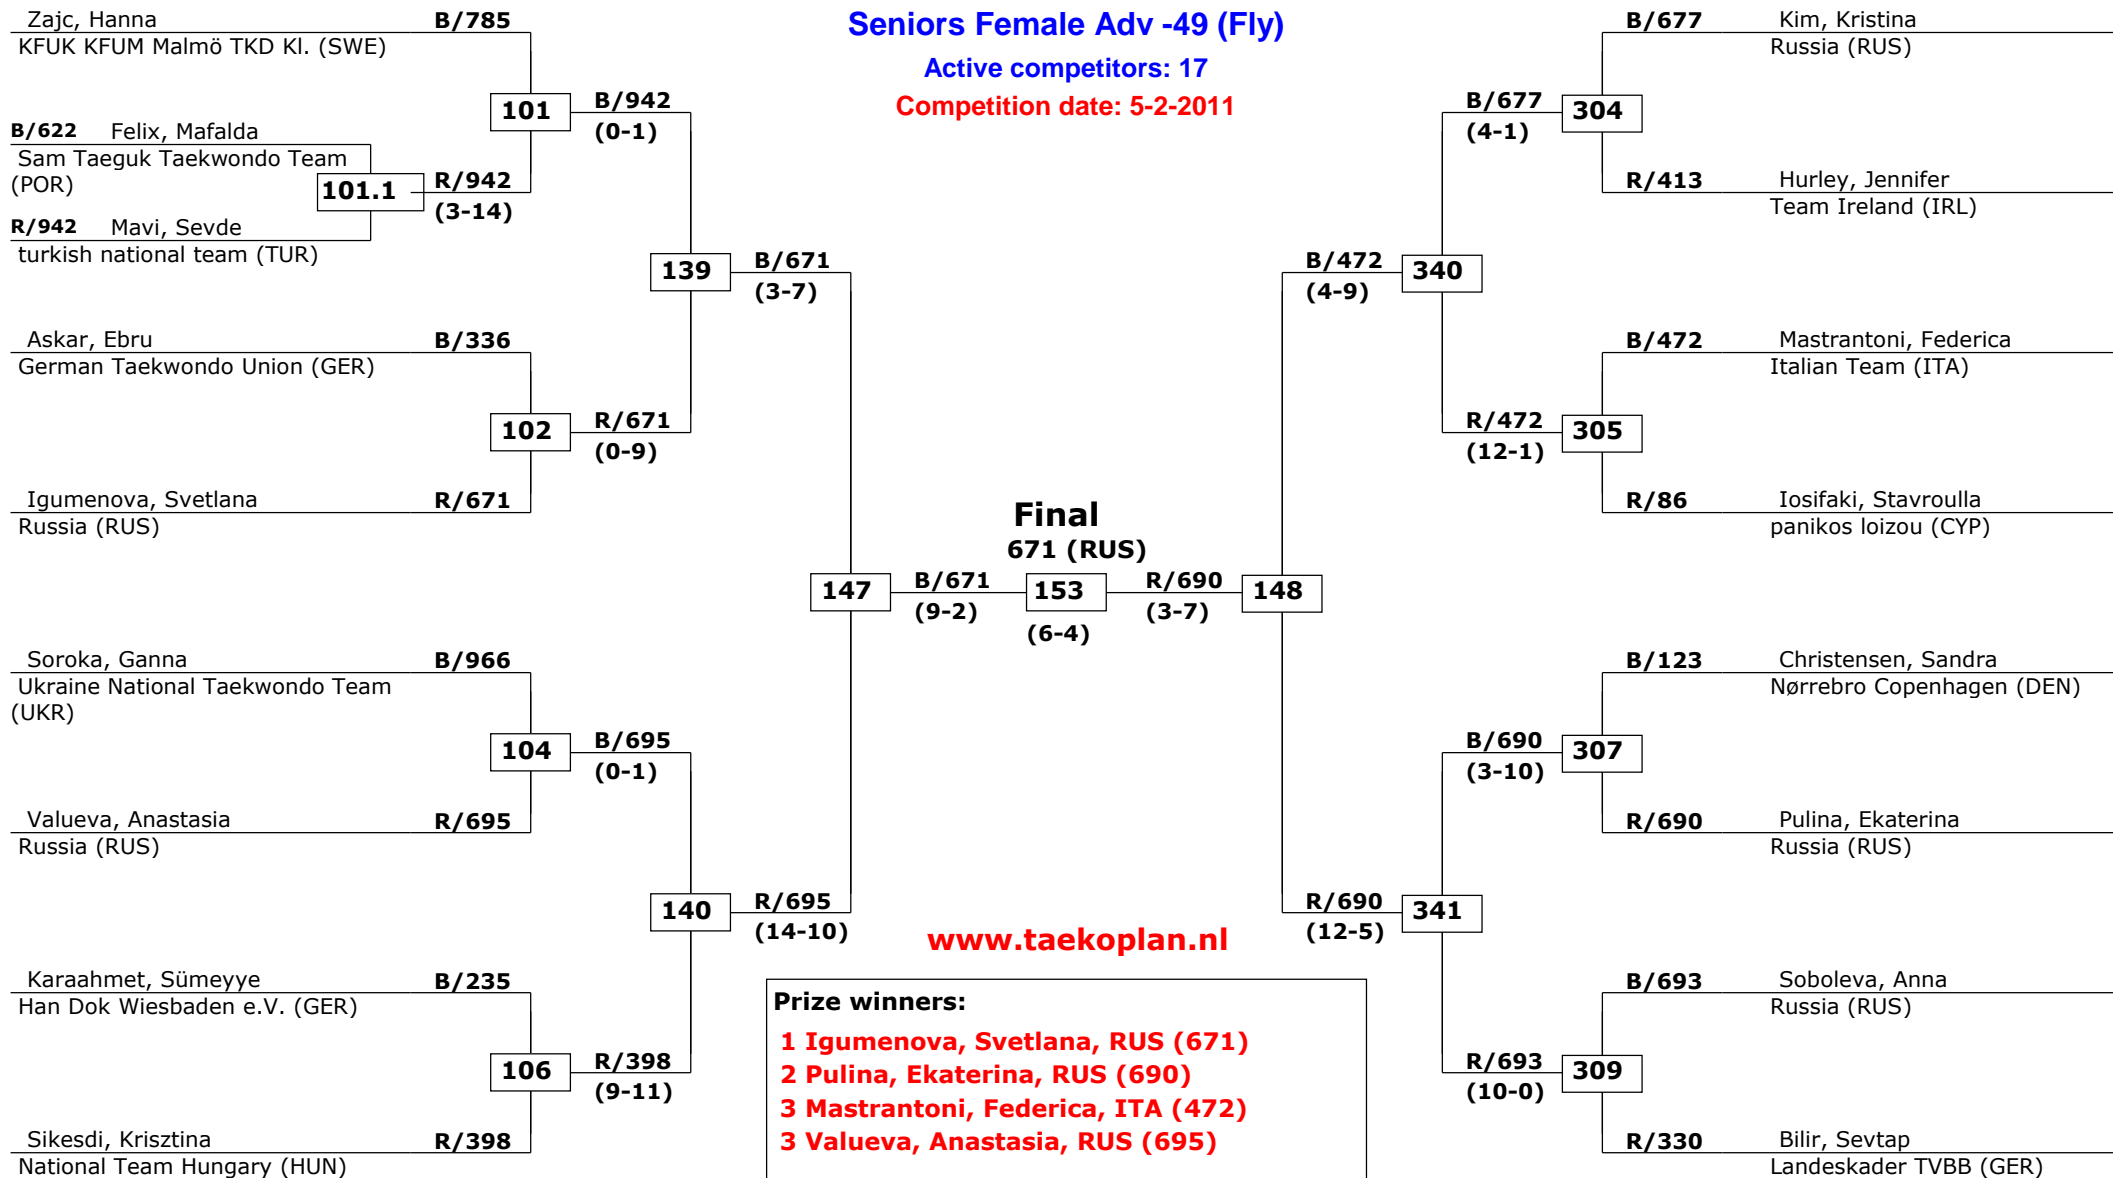 Seniors Female Adv -49 (Fly)
Active competitors: 17
Competition date: 5-2-2011
Zajc, Hanna B/785
KFUK KFUM Malmö TKD Kl. (SWE)
101 B/942
(0-1)
B/622 Felix, Mafalda
Sam Taeguk Taekwondo Team
(POR)
101.1 R/942
(3-14)
R/942 Mavi, Sevde
turkish national team (TUR)
139 B/671
(3-7)
Askar, Ebru B/336
German Taekwondo Union (GER)
102 R/671
(0-9)
Igumenova, Svetlana R/671
Russia (RUS)
147 B/671
(9-2)
Soroka, Ganna B/966
Ukraine National Taekwondo Team
(UKR)
104 B/695
(0-1)
Valueva, Anastasia R/695
Russia (RUS)
140 R/695
(14-10)
Karaahmet, Sümeyye B/235
Han Dok Wiesbaden e.V. (GER)
106 R/398
(9-11)
Sikesdi, Krisztina R/398
National Team Hungary (HUN)
Final
671 (RUS)
153
(6-4)
B/677 Kim, Kristina
Russia (RUS)
B/677 304
(4-1)
R/413 Hurley, Jennifer
Team Ireland (IRL)
B/472 340
(4-9)
B/472 Mastrantoni, Federica
Italian Team (ITA)
R/472 305
(12-1)
R/86 Iosifaki, Stavroulla
panikos loizou (CYP)
R/690 148
(3-7)
B/123 Christensen, Sandra
Nørrebro Copenhagen (DEN)
B/690 307
(3-10)
R/690 Pulina, Ekaterina
Russia (RUS)
R/690 341
(12-5)
B/693 Soboleva, Anna
Russia (RUS)
R/693 309
(10-0)
R/330 Bilir, Sevtap
Landeskader TVBB (GER)
www.taekoplan.nl
Prize winners:
1 Igumenova, Svetlana, RUS (671)
2 Pulina, Ekaterina, RUS (690)
3 Mastrantoni, Federica, ITA (472)
3 Valueva, Anastasia, RUS (695)